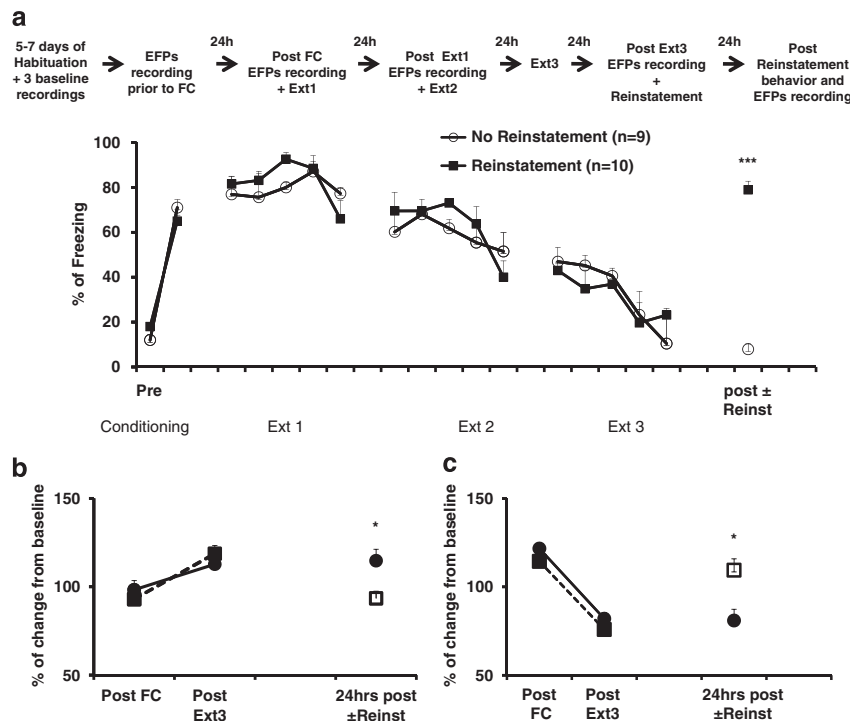 a
24h 24h 24h 24h 24h
5-7 days of
Habituation
+ 3 baseline
recordings
EFPs
recording
prior to FC
Post FC
EFPs recording
+ Ext1
Post Ext1
EFPs recording
+ Ext2
Ext3
Post Ext3
EFPs recording
+
Reinstatement
Post
Reinstatement
behavior and
EFPs recording
% of Freezing
100
80
60
40
20
0
No Reinstatement (n=9)
Reinstatement (n=10)
***
Pre
post ±
Reinst
Conditioning Ext 1 Ext 2 Ext 3
b
% of change from baseline
150
100
50
*
Post FC
Post
Ext3
24hrs post
±Reinst
c
% of change from baseline
150
100
50
*
Post
FC
Post
Ext3
24hrs post
±Reinst